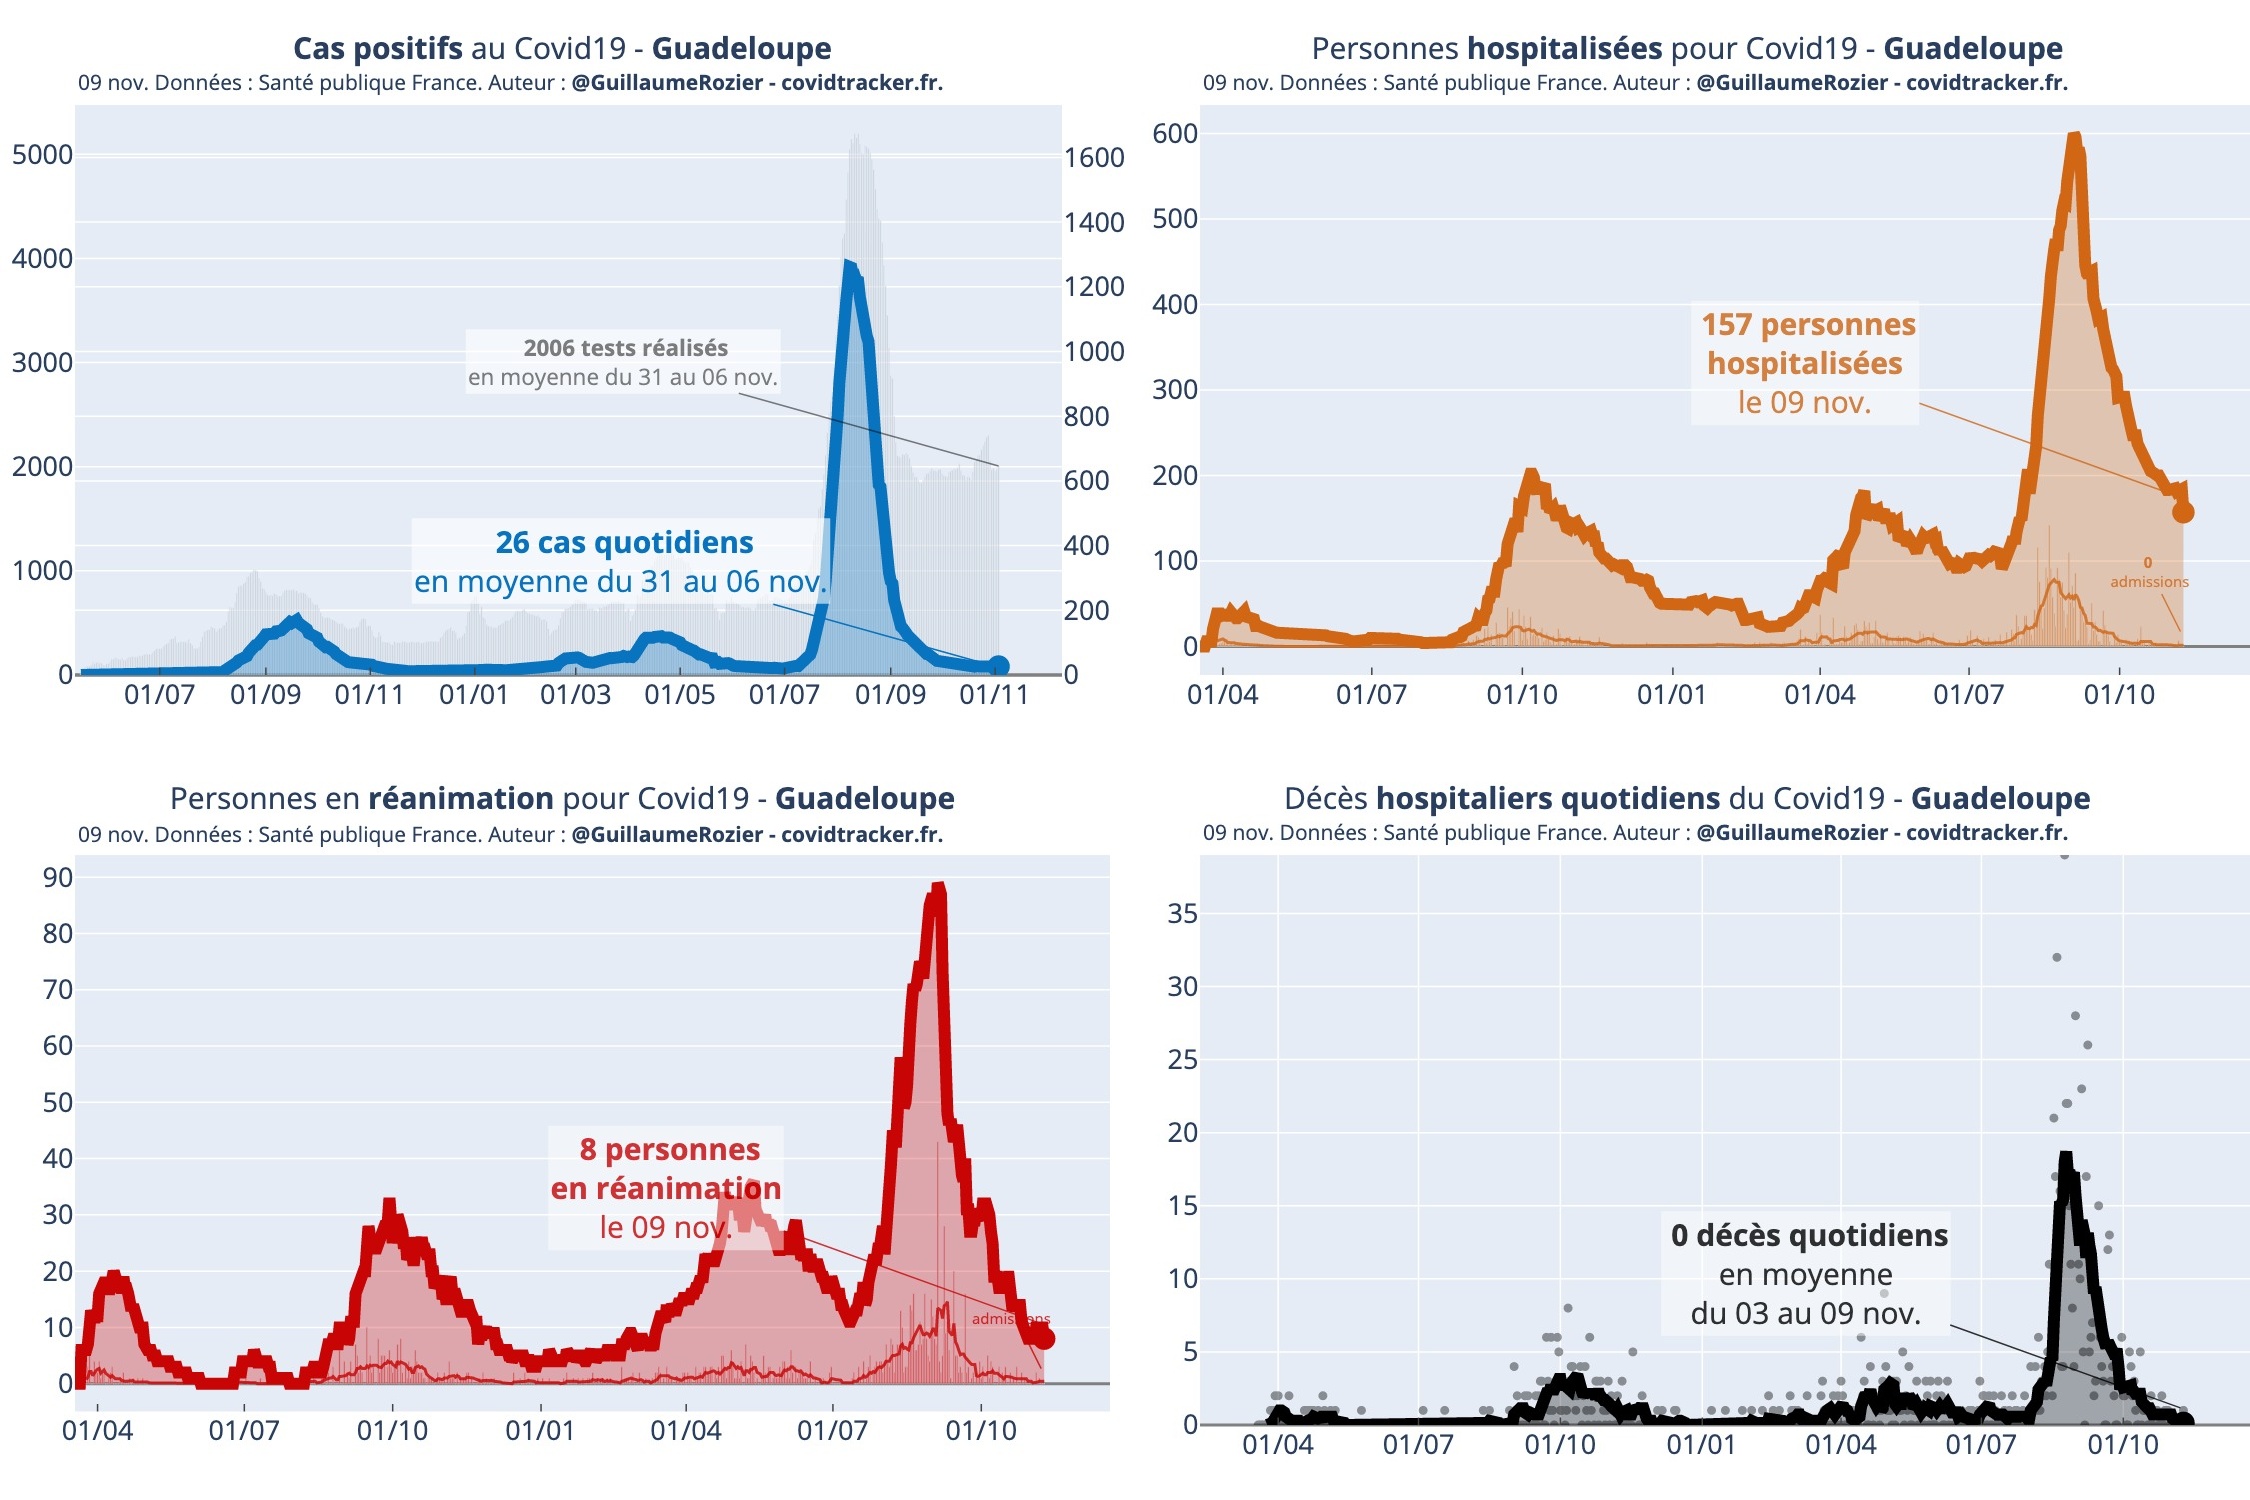 Cas positifs au Covid19 - Guadeloupe
09 nov. Données : Santé publique France. Auteur : @GuillaumeRozier - covidtracker.fr.
5000
4000
3000
2000
1000
0
1600
1400
1200
1000
800
600
400
200
0
2006 tests réalisés
en moyenne du 31 au 06 nov.
26 cas quotidiens
en moyenne du 31 au 06 nov.
01/07 01/09 01/11 01/01 01/03 01/05 01/07 01/09 01/11
Personnes hospitalisées pour Covid19 - Guadeloupe
09 nov. Données : Santé publique France. Auteur : @GuillaumeRozier - covidtracker.fr.
600
500
400
300
200
100
0
157 personnes
hospitalisées
le 09 nov.
0
admissions
01/04 01/07 01/10 01/01 01/04 01/07 01/10
Personnes en réanimation pour Covid19 - Guadeloupe
09 nov. Données : Santé publique France. Auteur : @GuillaumeRozier - covidtracker.fr.
90
80
70
60
50
40
30
20
10
0
8 personnes
en réanimation
le 09 nov.
admissions
01/04 01/07 01/10 01/01 01/04 01/07 01/10
Décès hospitaliers quotidiens du Covid19 - Guadeloupe
09 nov. Données : Santé publique France. Auteur : @GuillaumeRozier - covidtracker.fr.
35
30
25
20
15
10
5
0
0 décès quotidiens
en moyenne
du 03 au 09 nov.
01/04 01/07 01/10 01/01 01/04 01/07 01/10